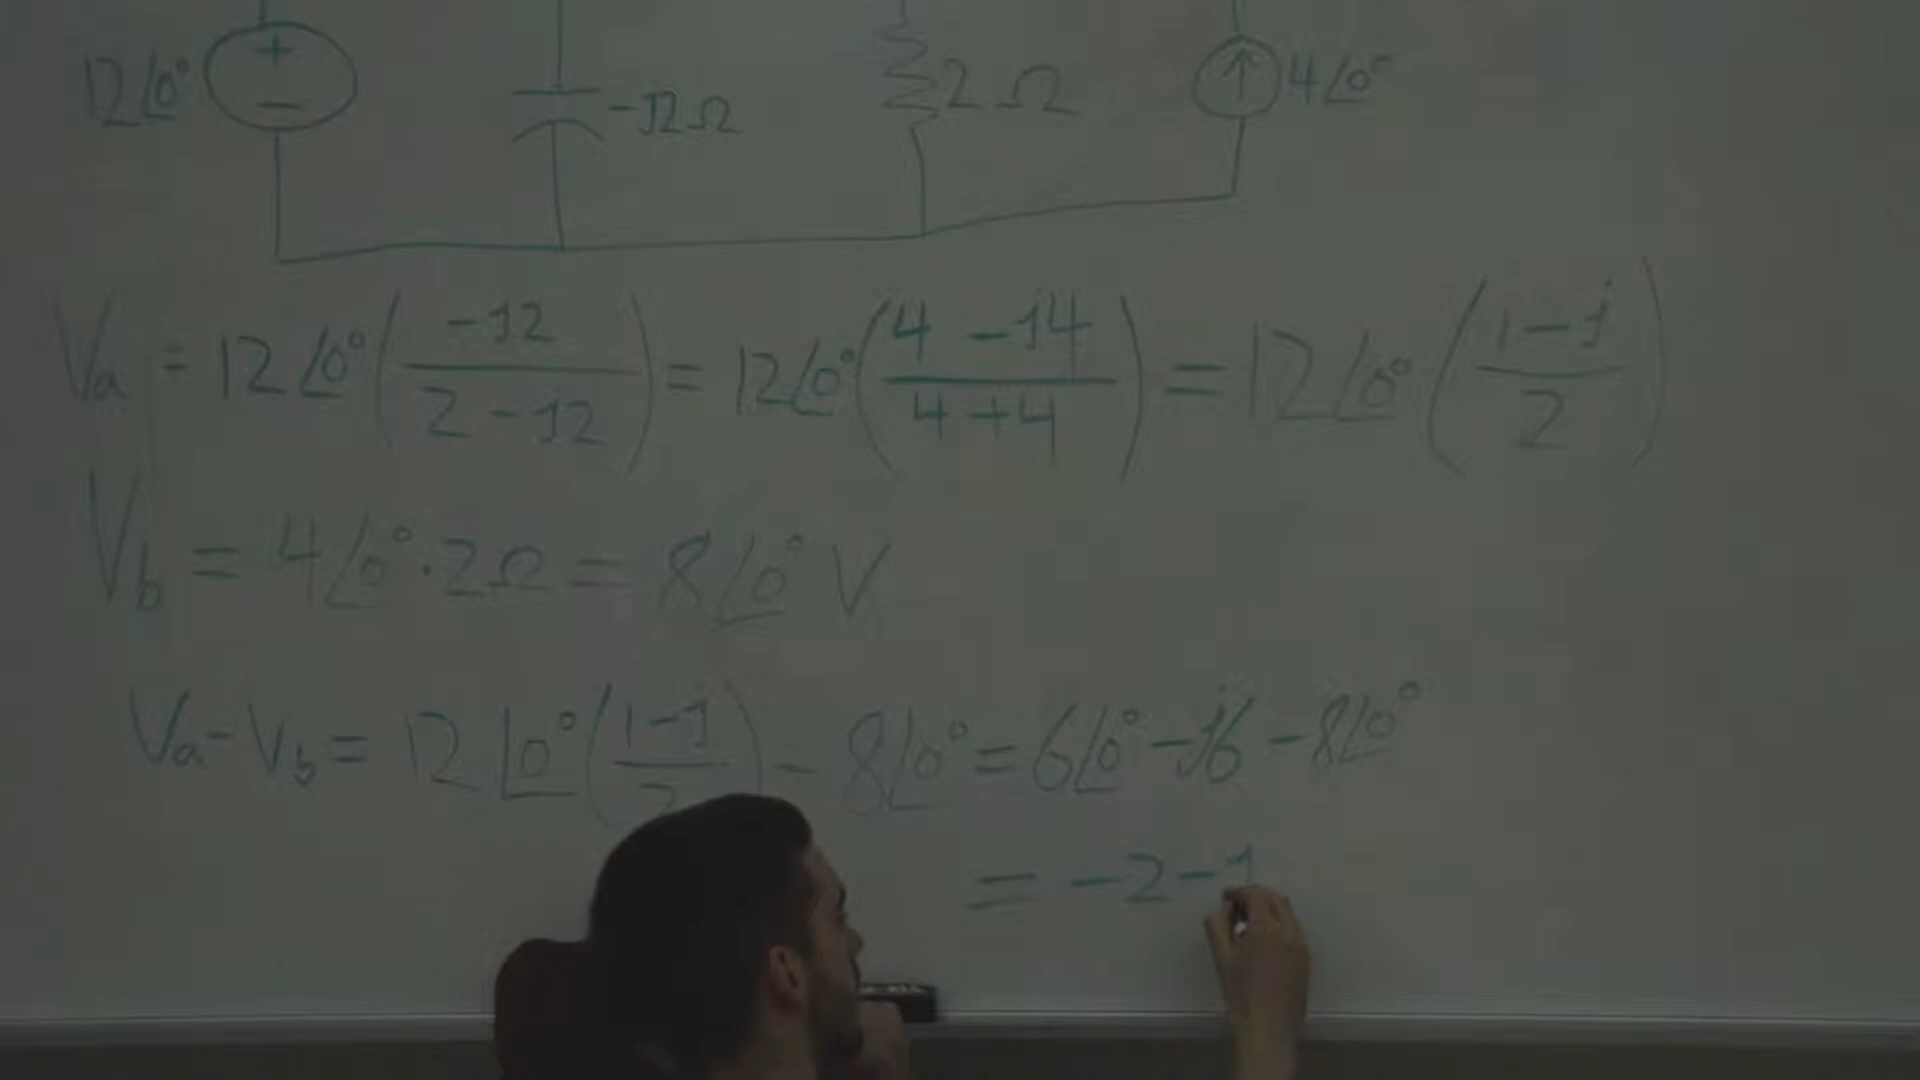 12∠0° + − -J2Ω 2Ω 4∠0°
Va = 12∠0° (-J2 / 2-J2) = 12∠0° (4-J4 / 4+4) = 12∠0° (1-j / 2)
Vb = 4∠0° · 2Ω = 8∠0° V
Va-Vb = 12∠0° (1-J / 2) - 8∠0° = 6∠0° - j6 - 8∠0°
= -2-J